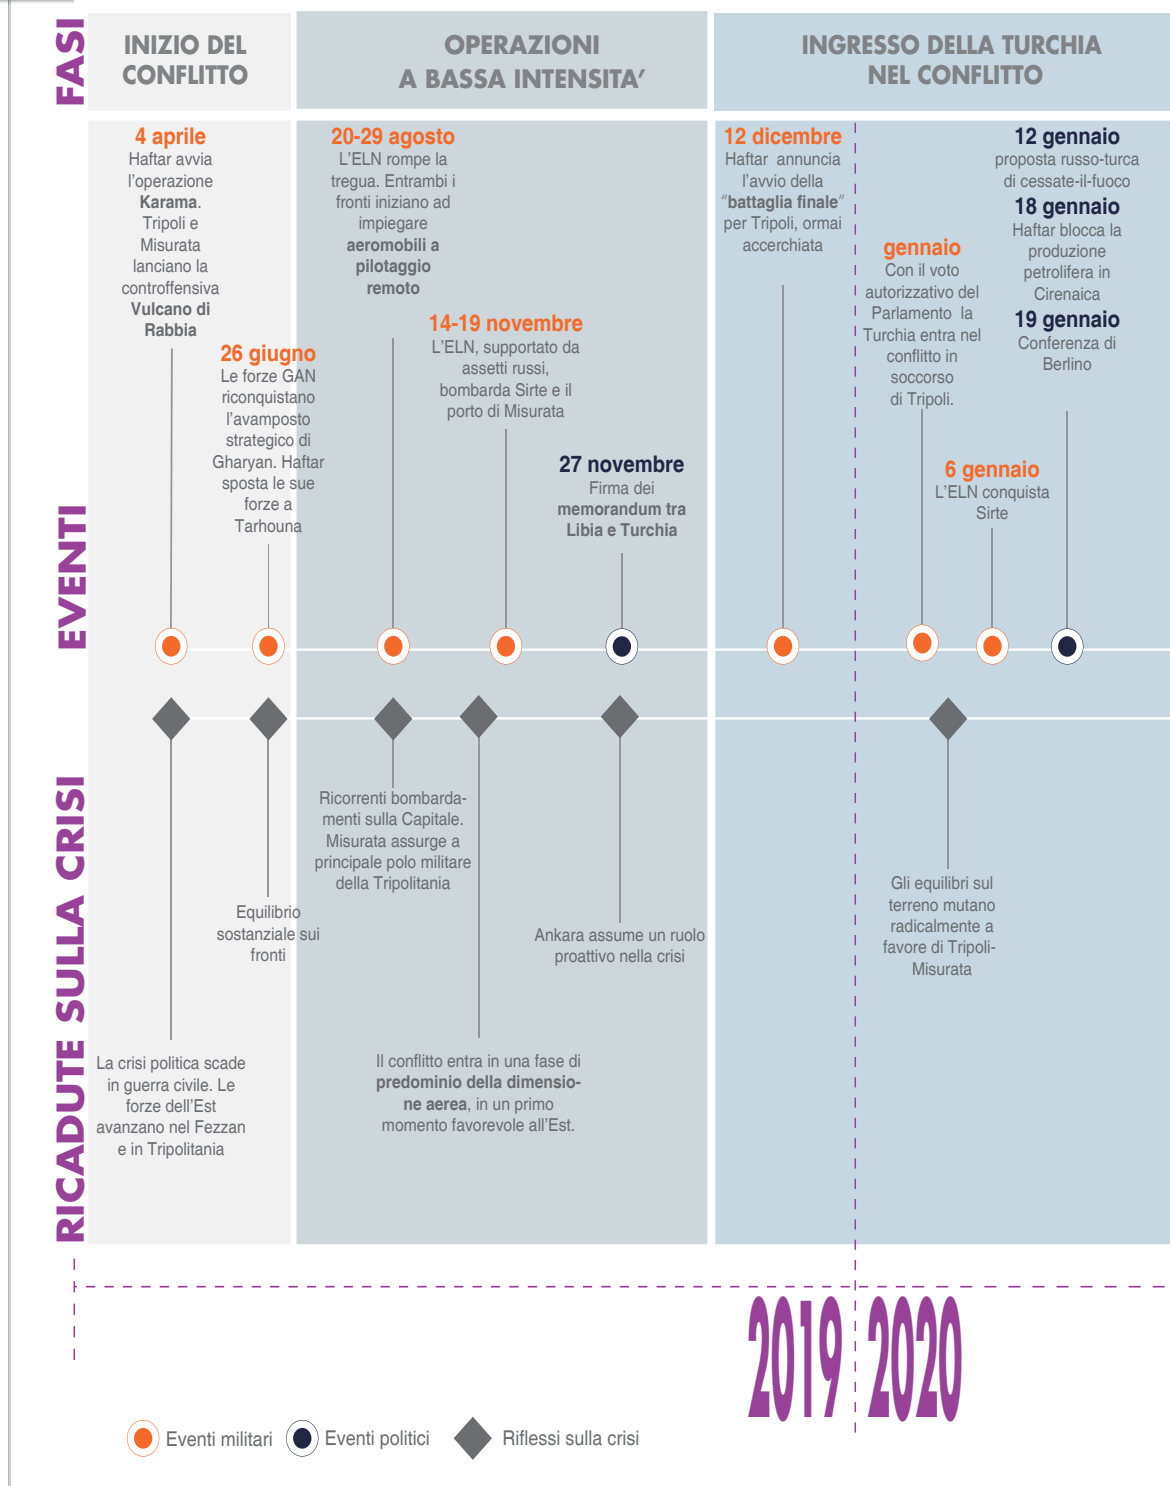 FASI
INIZIO DEL
CONFLITTO
OPERAZIONI
A BASSA INTENSITA'
INGRESSO DELLA TURCHIA
NEL CONFLITTO
EVENTI
4 aprile
Haftar avvia
l'operazione
Karama.
Tripoli e
Misurata
lanciano la
controffensiva
Vulcano di
Rabbia
26 giugno
Le forze GAN
riconquistano
l'avamposto
strategico di
Gharyan. Haftar
sposta le sue
forze a
Tarhouna
20-29 agosto
L'ELN rompe la
tregua. Entrambi i
fronti iniziano ad
impiegare
aeromobili a
pilotaggio
remoto
14-19 novembre
L'ELN, supportato da
assetti russi,
bombarda Sirte e il
porto di Misurata
27 novembre
Firma dei
memorandum tra
Libia e Turchia
12 dicembre
Haftar annuncia
l'avvio della
"battaglia finale"
per Tripoli, ormai
accerchiata
gennaio
Con il voto
autorizzativo del
Parlamento la
Turchia entra nel
conflitto in
soccorso
di Tripoli.
6 gennaio
L'ELN conquista
Sirte
12 gennaio
proposta russo-turca
di cessate-il-fuoco
18 gennaio
Haftar blocca la
produzione
petrolifera in
Cirenaica
19 gennaio
Conferenza di
Berlino
RICADUTE SULLA CRISI
La crisi politica scade
in guerra civile. Le
forze dell'Est
avanzano nel Fezzan
e in Tripolitania
Equilibrio
sostanziale sui
fronti
Ricorrenti bombarda-
menti sulla Capitale.
Misurata assurge a
principale polo militare
della Tripolitania
Il conflitto entra in una fase di
predominio della dimensio-
ne aerea, in un primo
momento favorevole all'Est.
Ankara assume un ruolo
proattivo nella crisi
Gli equilibri sul
terreno mutano
radicalmente a
favore di Tripoli-
Misurata
2019
2020
Eventi militari
Eventi politici
Riflessi sulla crisi